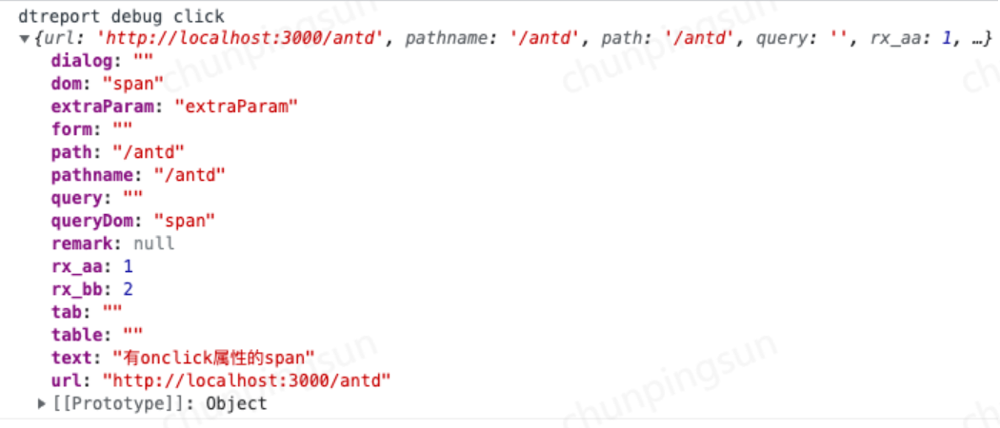 dtreport debug click
▼{url: 'http://localhost:3000/antd', pathname: '/antd', path: '/antd', query: '', rx_aa: 1, …}
dialog: ""
dom: "span"
extraParam: "extraParam"
form: ""
path: "/antd"
pathname: "/antd"
query: ""
queryDom: "span"
remark: null
rx_aa: 1
rx_bb: 2
tab: ""
table: ""
text: "有onclick属性的span"
url: "http://localhost:3000/antd"
▶[[Prototype]]: Object
chunpingsun
chunpingsun
chunpingsun
chunpingsun